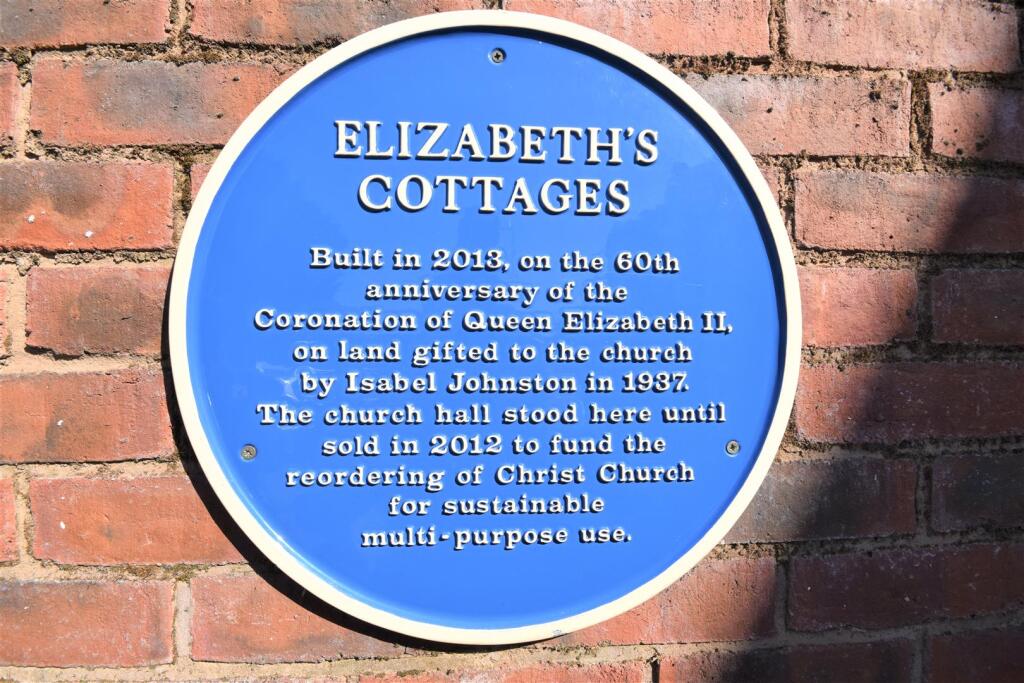 ELIZABETH'S
COTTAGES
Built in 2013, on the 60th
anniversary of the
Coronation of Queen Elizabeth II,
on land gifted to the church
by Isabel Johnston in 1937.
The church hall stood here until
sold in 2012 to fund the
reordering of Christ Church
for sustainable
multi-purpose use.